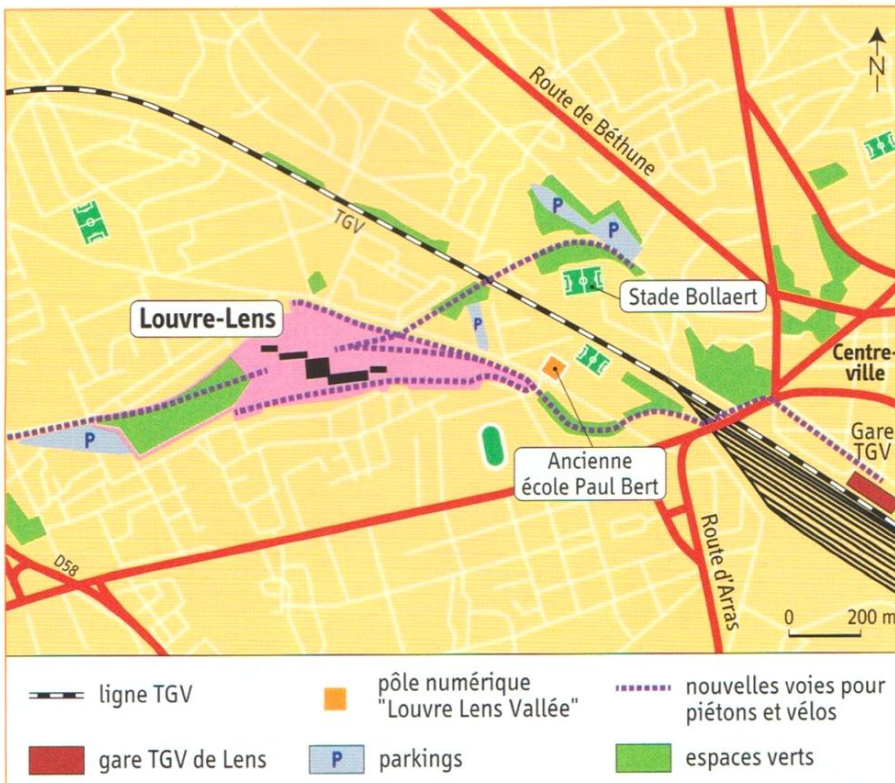 N
Route de Béthune
TGV
P
P
Stade Bollaert
Louvre-Lens
P
Centre-
ville
Gare
TGV
P
Ancienne
école Paul Bert
D58
Route d'Arras
0 200 m
ligne TGV
pôle numérique
"Louvre Lens Vallée"
nouvelles voies pour
piétons et vélos
gare TGV de Lens
P parkings
espaces verts